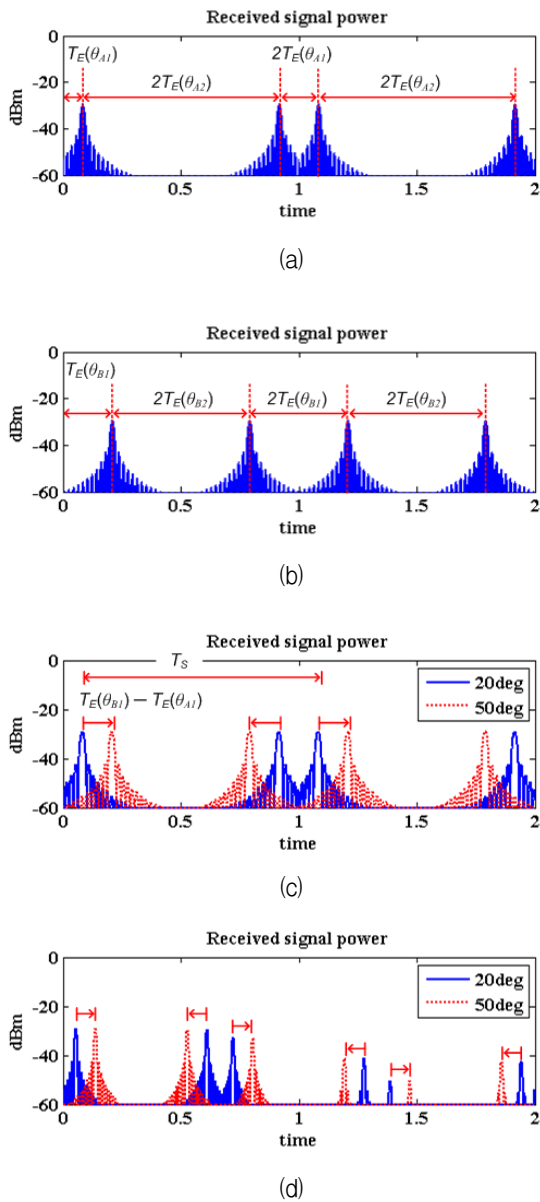 Received signal power
0
T_E(θ_A1)
2T_E(θ_A1)
-20
2T_E(θ_A2)
2T_E(θ_A2)
dBm
-40
-60
0
0.5
1
1.5
2
time
(a)
Received signal power
0
T_E(θ_B1)
-20
2T_E(θ_B2)
2T_E(θ_B1)
2T_E(θ_B2)
dBm
-40
-60
0
0.5
1
1.5
2
time
(b)
Received signal power
0
T_S
20deg
50deg
T_E(θ_B1) − T_E(θ_A1)
-20
dBm
-40
-60
0
0.5
1
1.5
2
time
(c)
Received signal power
0
20deg
50deg
-20
dBm
-40
-60
0
0.5
1
1.5
2
time
(d)